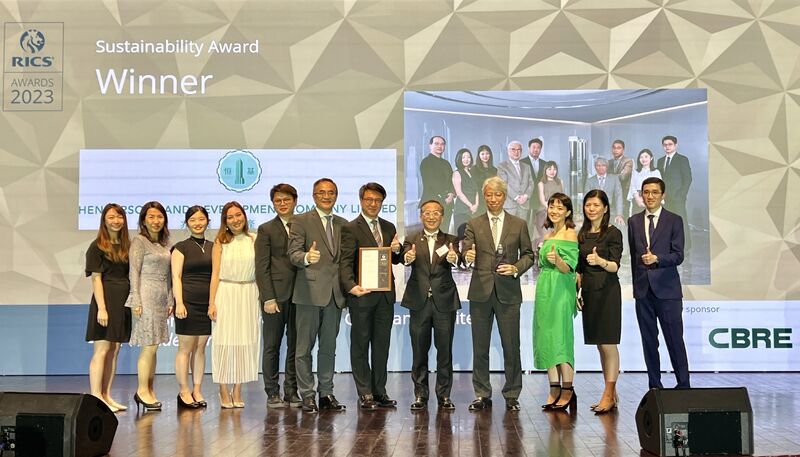 RICS
AWARDS
2023
Sustainability Award
Winner
恒 基
HENDERSON LAND DEVELOPMENT COMPANY LIMITED
sponsor
CBRE